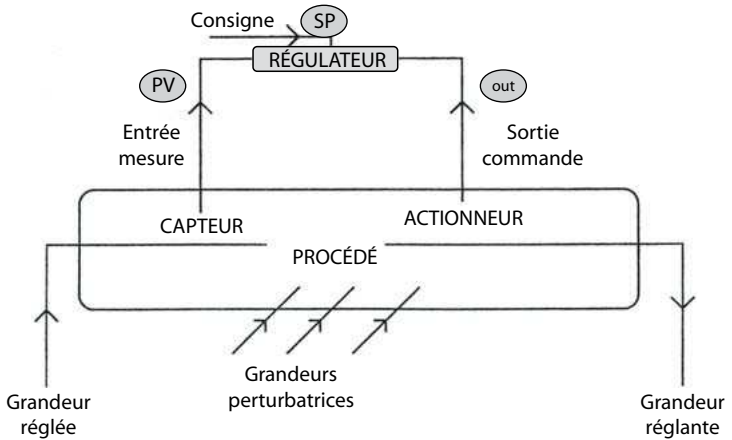 Consigne
SP
RÉGULATEUR
PV
out
Entrée
mesure
Sortie
commande
CAPTEUR
ACTIONNEUR
PROCÉDÉ
Grandeurs
perturbatrices
Grandeur
réglée
Grandeur
réglante